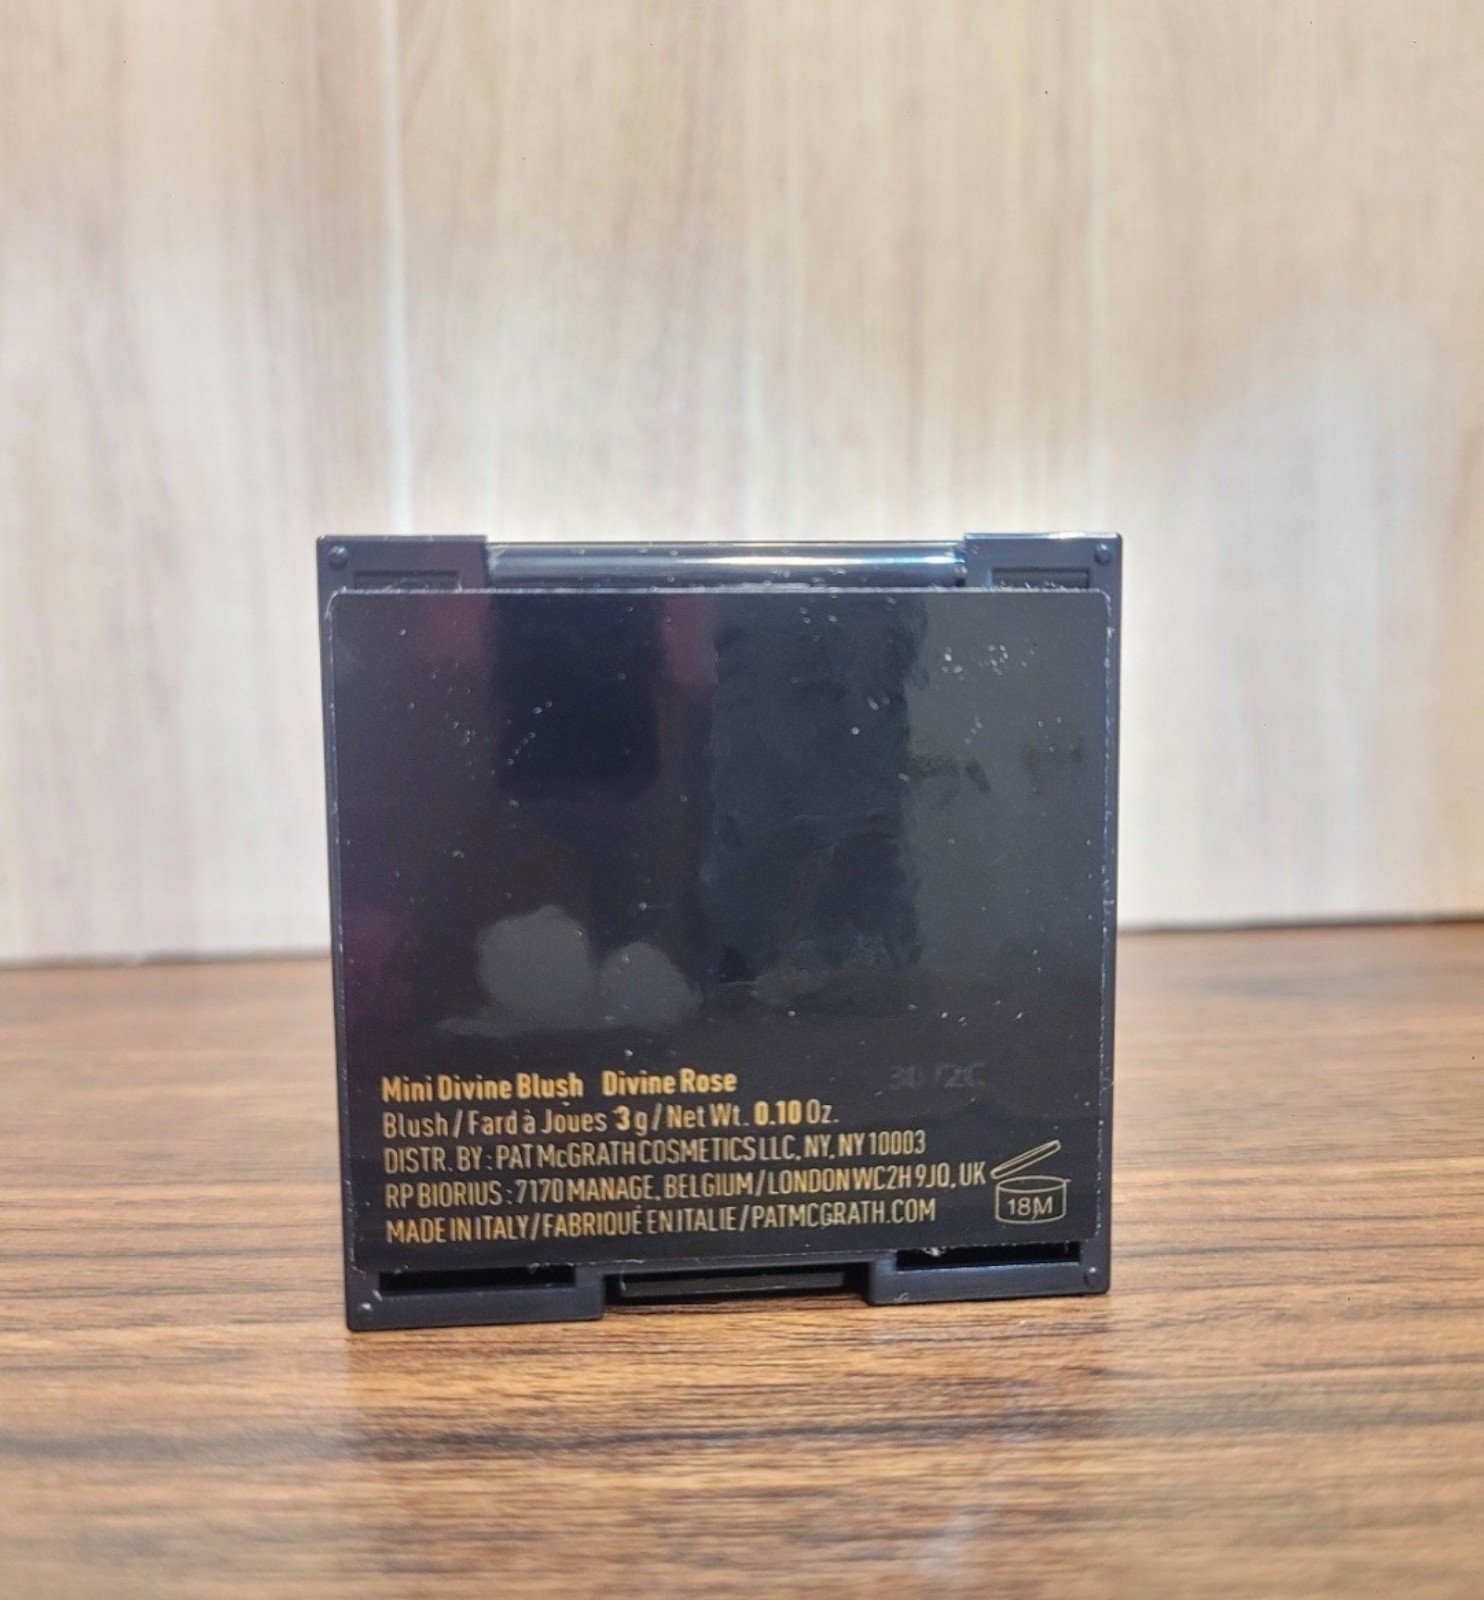 Mini Divine Blush Divine Rose
Blush / Fard à Joues 3 g / Net Wt. 0.10 Oz.
DISTR. BY : PAT McGRATH COSMETICS LLC, NY, NY 10003
RP BIORIUS : 7170 MANAGE, BELGIUM / LONDON WC2H 9JQ, UK
MADE IN ITALY / FABRIQUÉ EN ITALIE / PATMCGRATH.COM
18M